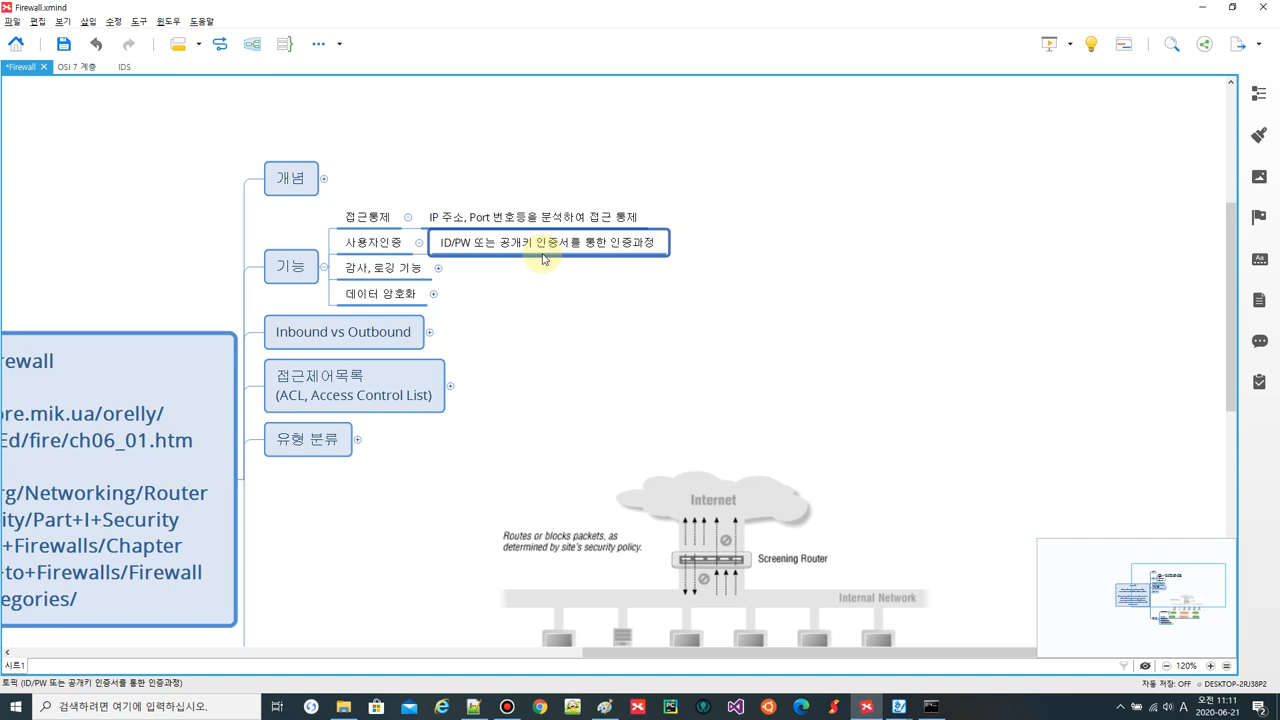 Firewall.xmind
파일 편집 보기 삽입 수정 도구 윈도우 도움말
*Firewall
OSI 7 계층
IDS
개념
접근통제
IP 주소, Port 번호등을 분석하여 접근 통제
사용자인증
ID/PW 또는 공개키 인증서를 통한 인증과정
기능
감사, 로깅 기능
데이터 암호화
Inbound vs Outbound
접근제어목록
(ACL, Access Control List)
유형 분류
rewall
ore.mik.ua/orelly/
Ed/fire/ch06_01.htm
rg/Networking/Router
ity/Part+I+Security
+Firewalls/Chapter
to+Firewalls/Firewall
egories/
Internet
Routes or blocks packets, as
determined by site's security policy.
Screening Router
Internal Network
시트1
120%
토픽 (ID/PW 또는 공개키 인증서를 통한 인증과정)
자동 저장: OFF
DESKTOP-2RJ38P2
검색하려면 여기에 입력하십시오.
A
오전 11:11
2020-06-21
2